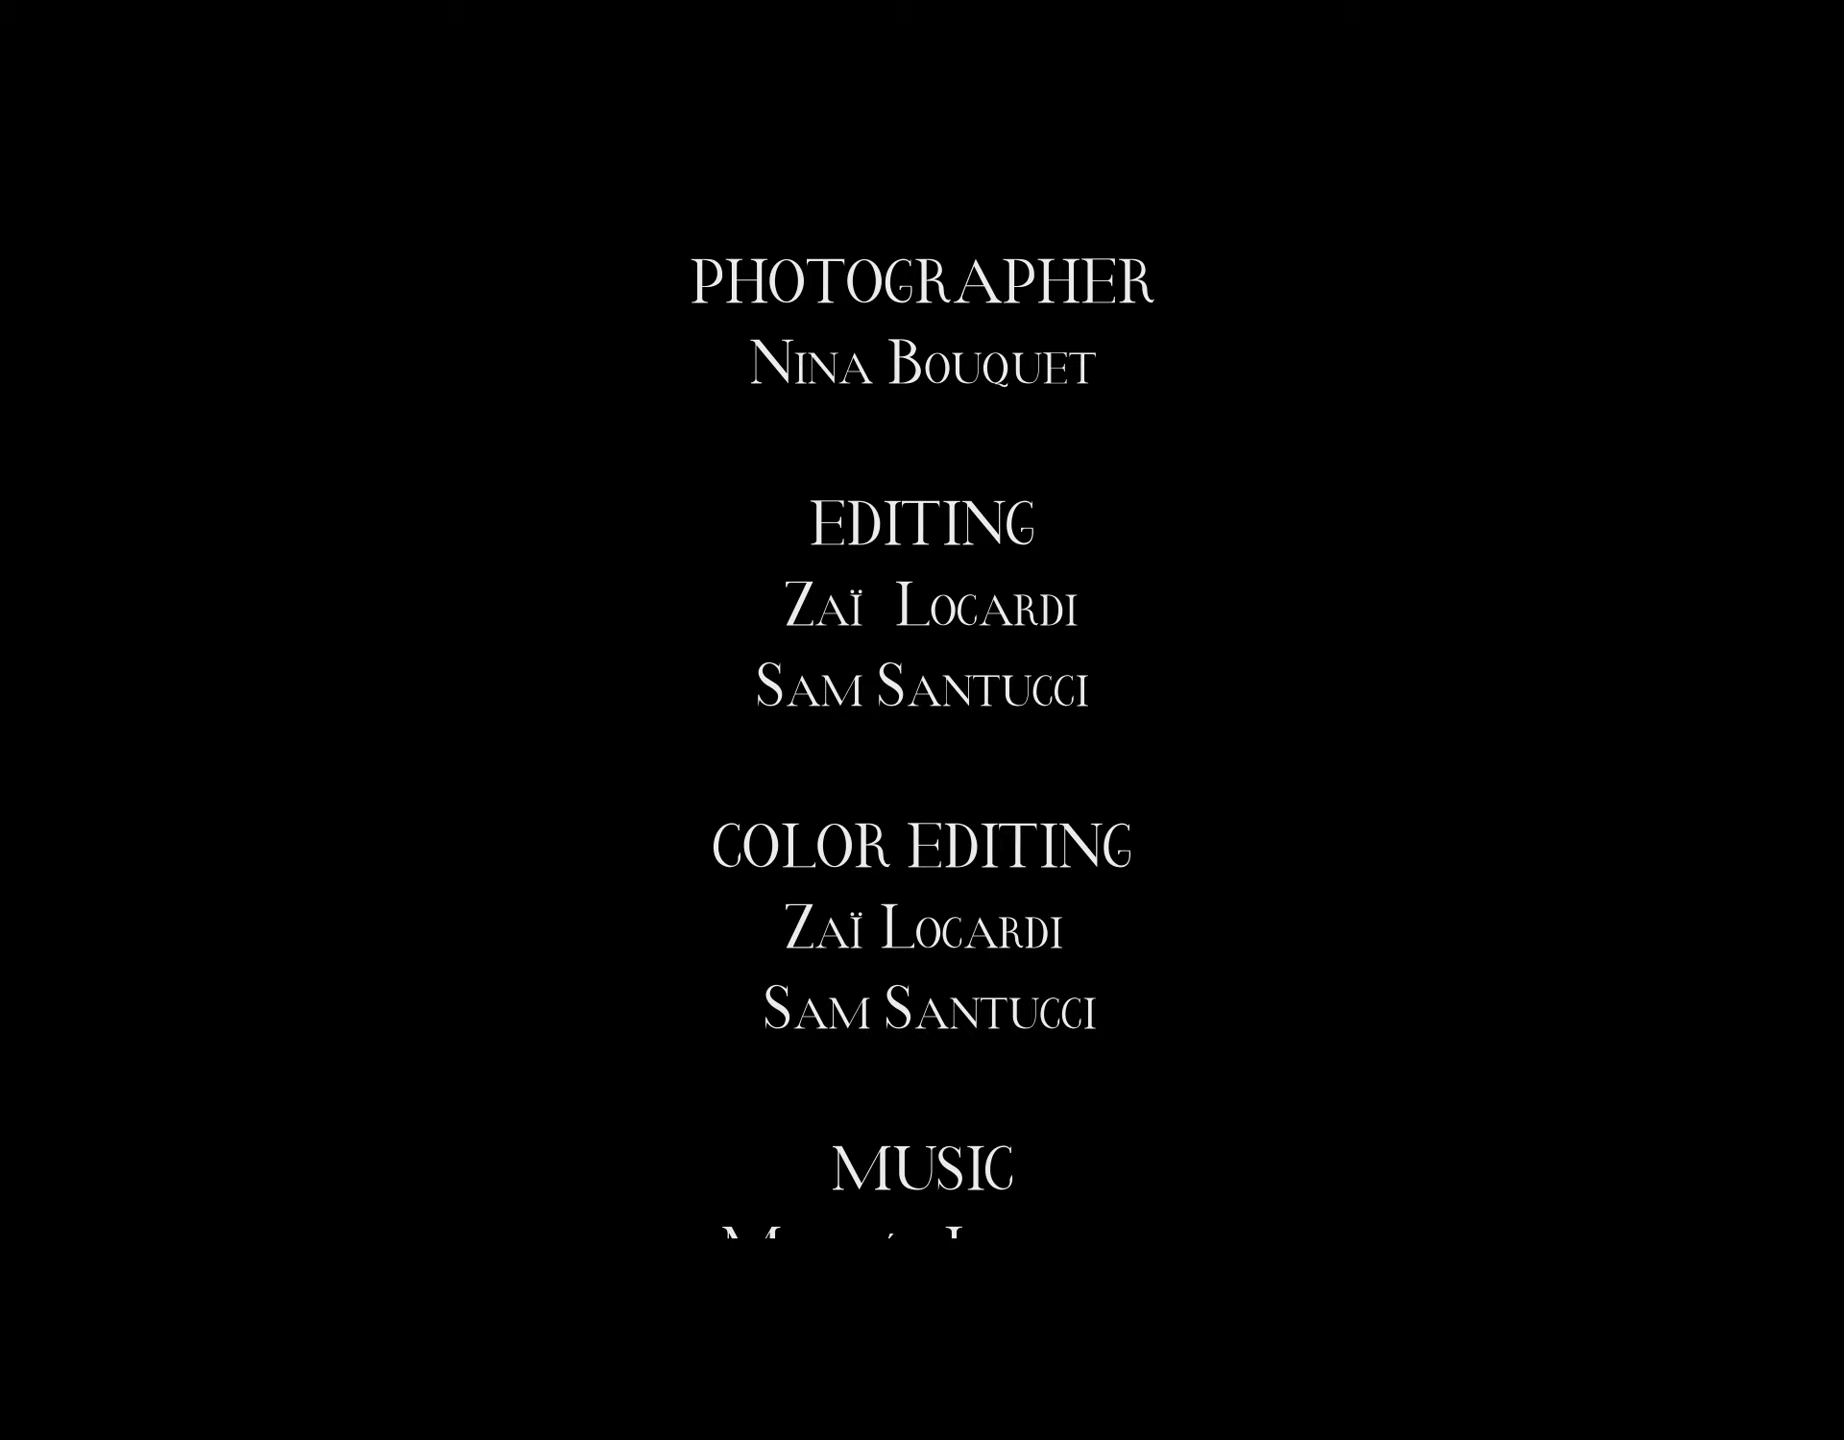 PHOTOGRAPHER
Nina Bouquet
EDITING
Zaï Locardi
Sam Santucci
COLOR EDITING
Zaï Locardi
Sam Santucci
MUSIC